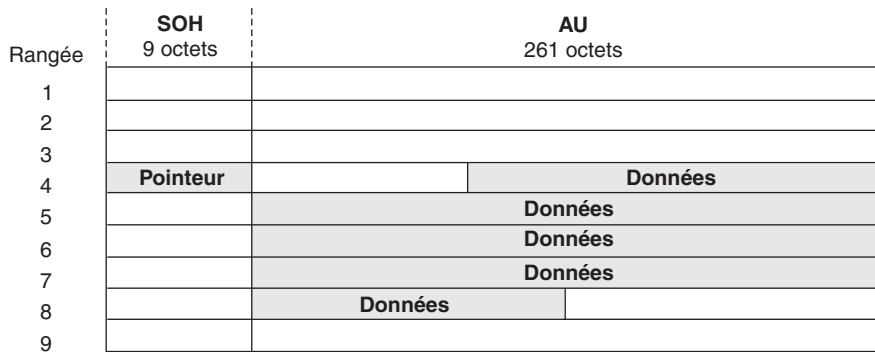 SOH AU
Rangée 9 octets 261 octets
1
2
3
4 Pointeur Données
5 Données
6 Données
7 Données
8 Données
9